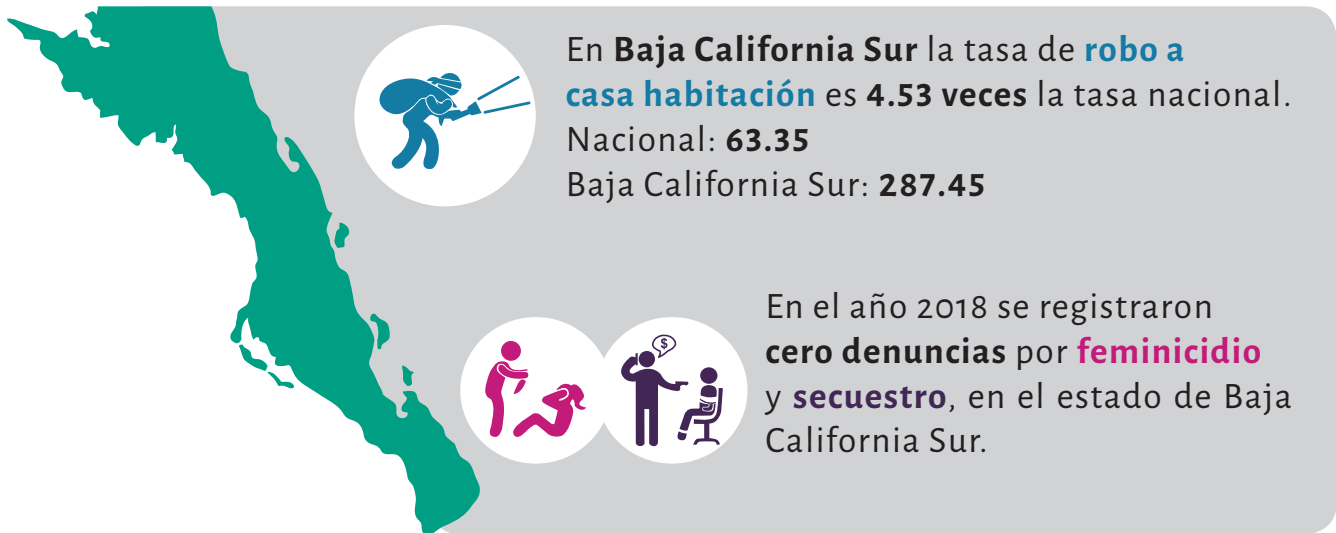 En Baja California Sur la tasa de robo a
casa habitación es 4.53 veces la tasa nacional.
Nacional: 63.35
Baja California Sur: 287.45
$
En el año 2018 se registraron
cero denuncias por feminicidio
y secuestro, en el estado de Baja
California Sur.